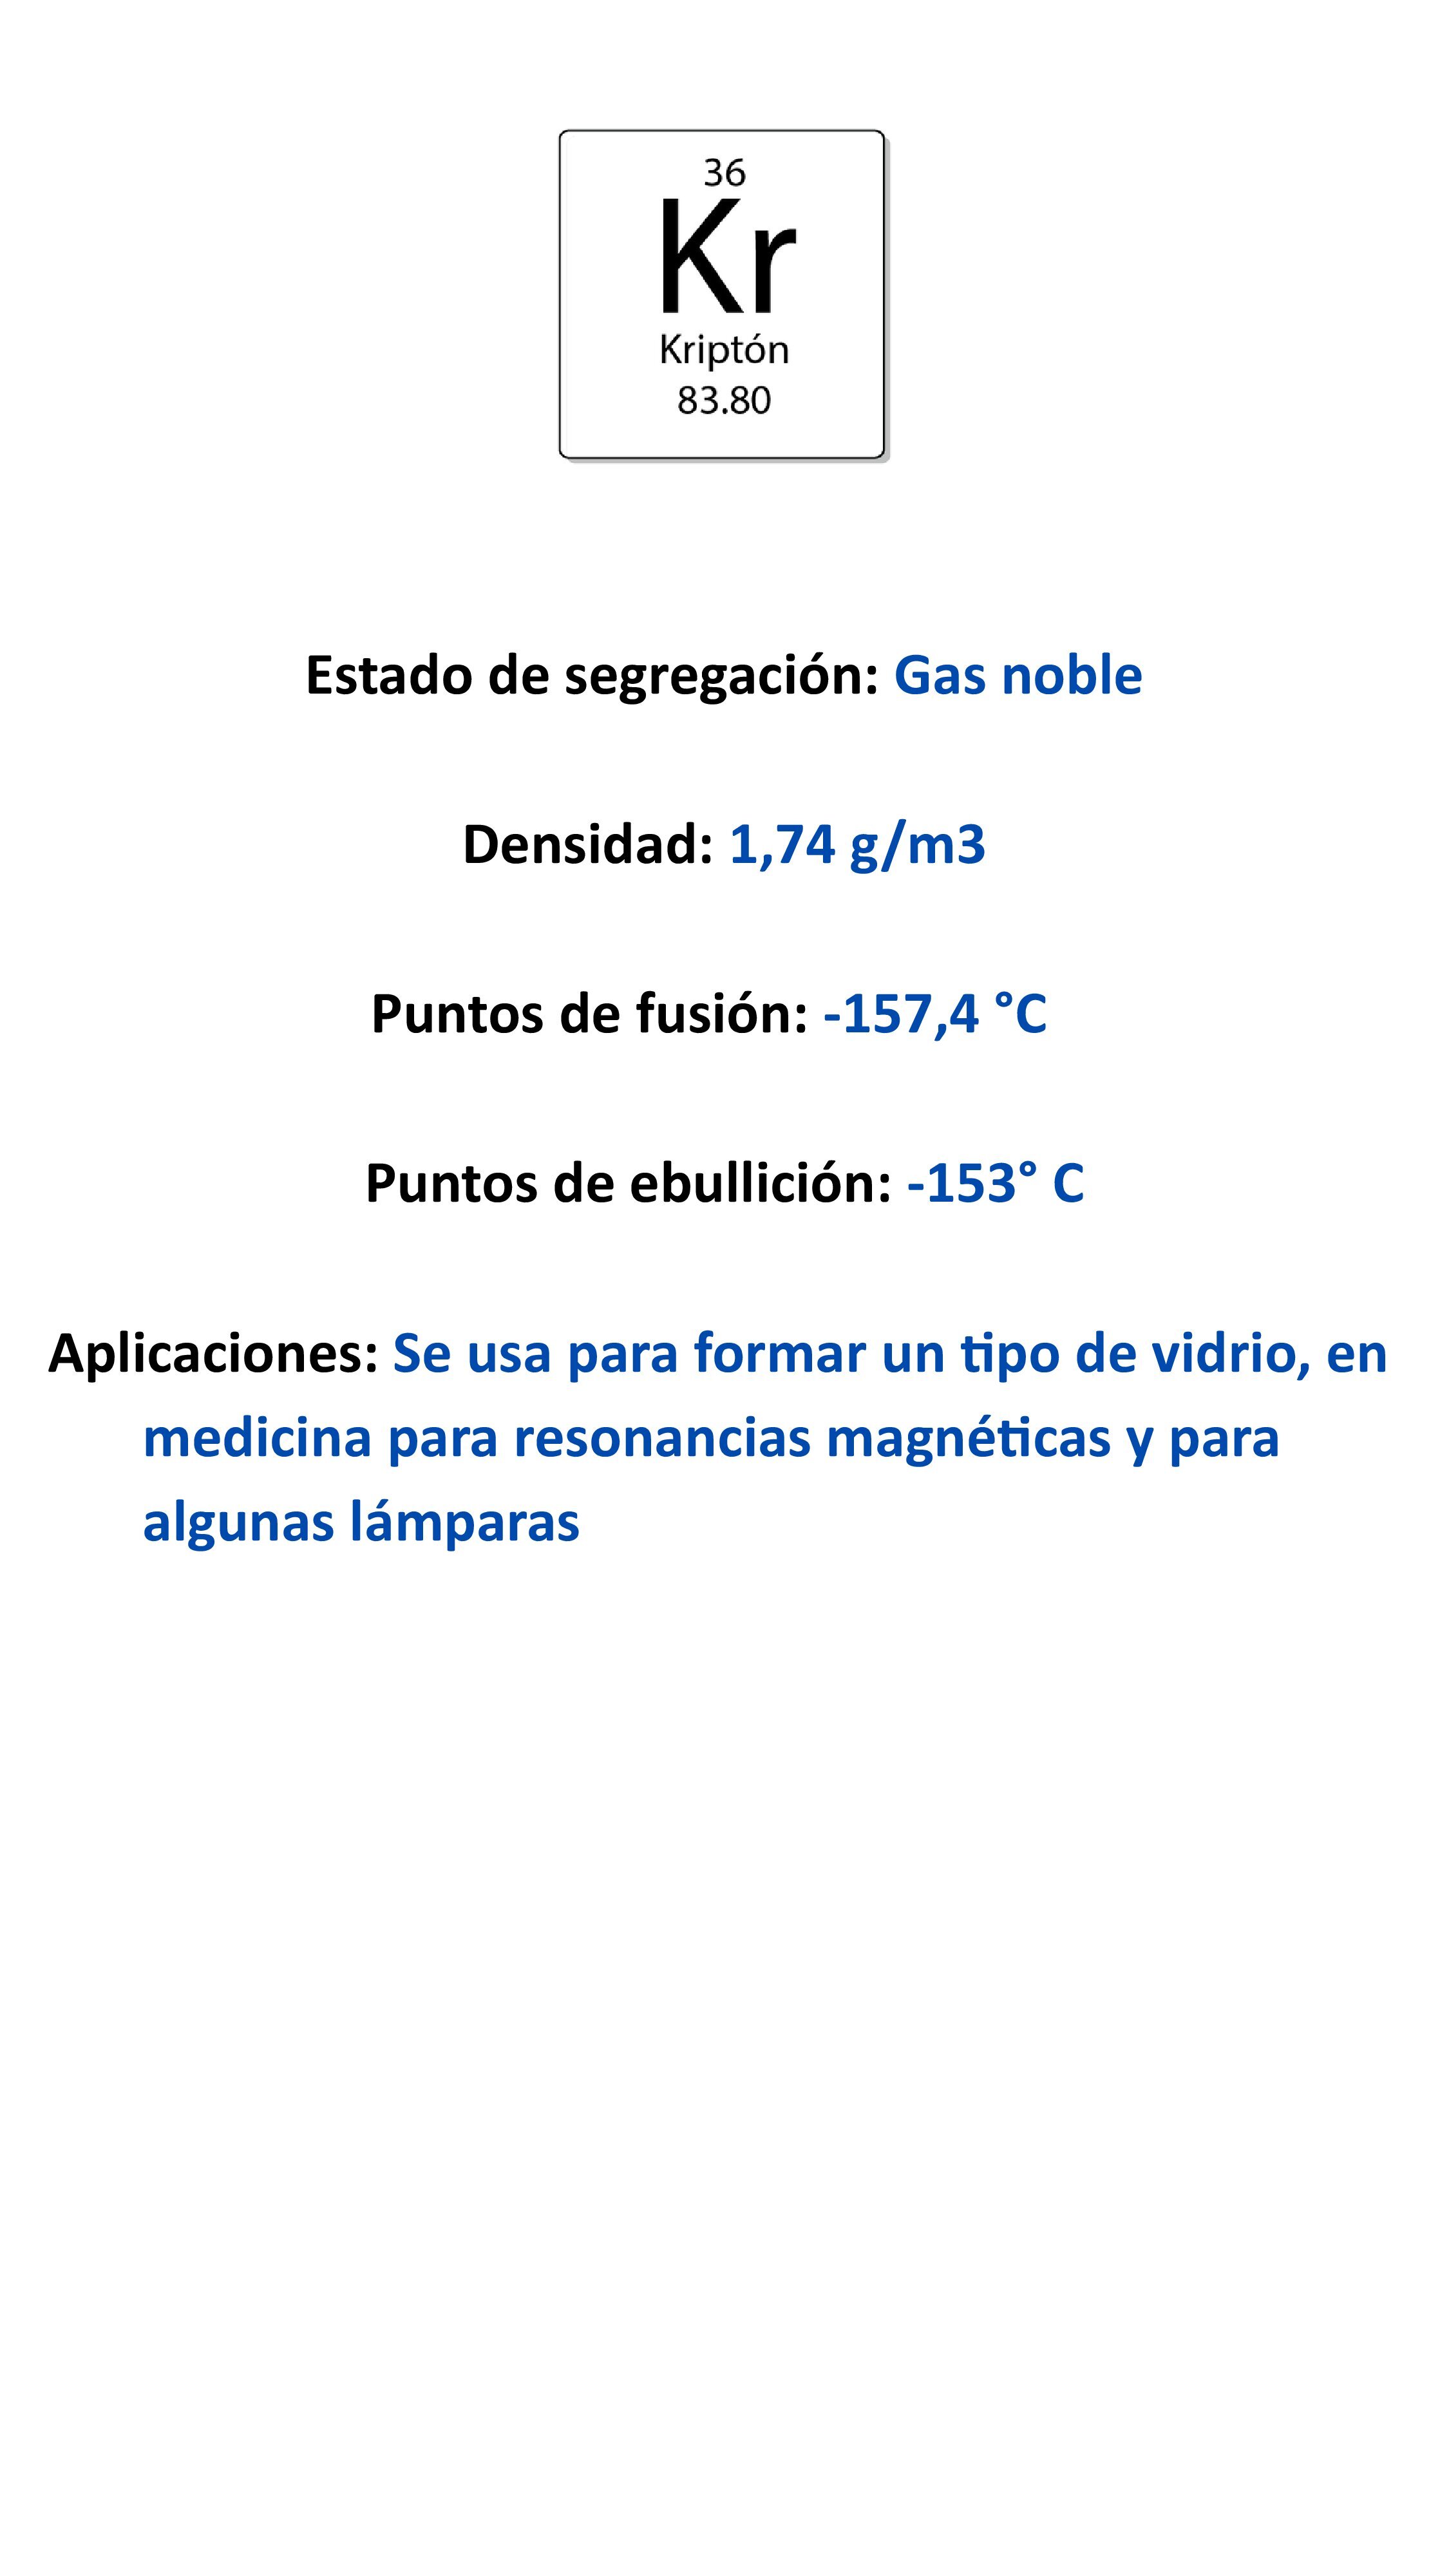 36
Kr
Kriptón
83.80
Estado de segregación: Gas noble
Densidad: 1,74 g/m3
Puntos de fusión: -157,4 °C
Puntos de ebullición: -153° C
Aplicaciones: Se usa para formar un tipo de vidrio, en
medicina para resonancias magnéticas y para
algunas lámparas